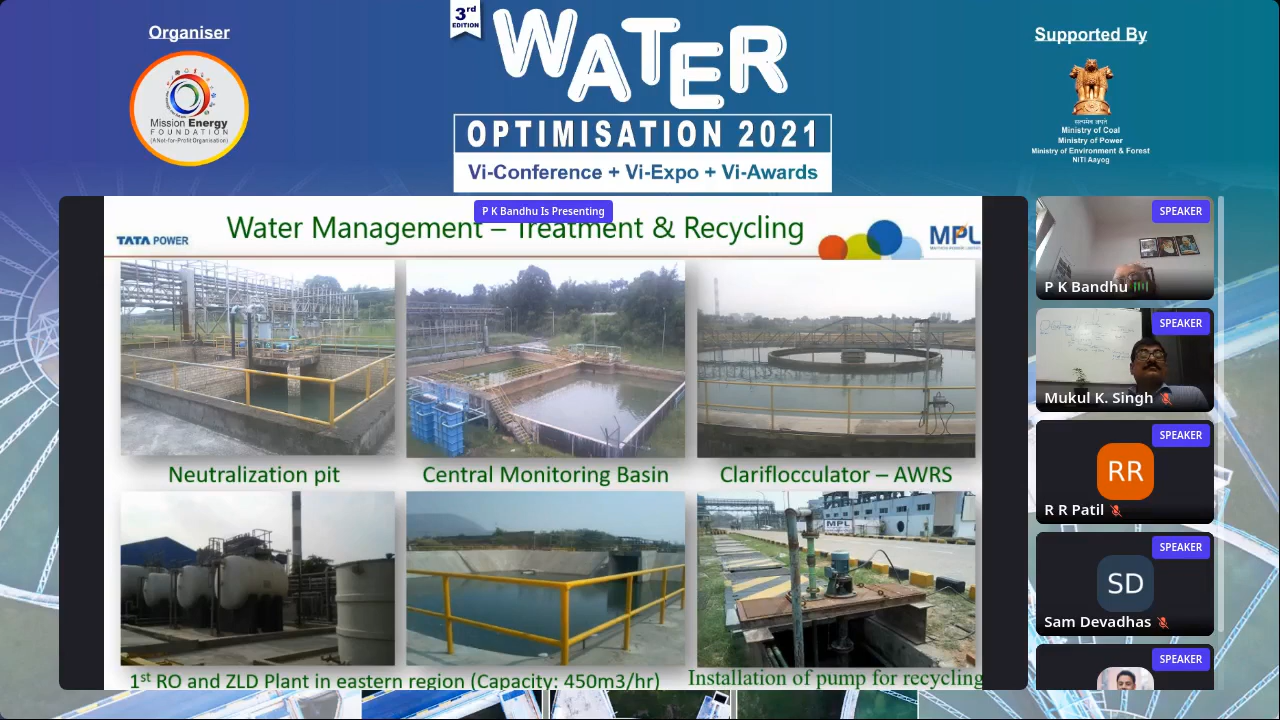 Organiser
Mission Energy
FOUNDATION
(A Not-for-Profit Organisation)
3rd
EDITION
WATER
OPTIMISATION 2021
Vi-Conference + Vi-Expo + Vi-Awards
Supported By
सत्यमेव जयते
Ministry of Coal
Ministry of Power
Ministry of Environment & Forest
NITI Aayog
P K Bandhu Is Presenting
TATA POWER
Water Management – Treatment & Recycling
MPL
Neutralization pit
Central Monitoring Basin
Clariflocculator – AWRS
MPL
1st RO and ZLD Plant in eastern region (Capacity: 450m3/hr)
Installation of pump for recycling
SPEAKER
P K Bandhu
SPEAKER
Mukul K. Singh
SPEAKER
RR
R R Patil
SPEAKER
SD
Sam Devadhas
SPEAKER